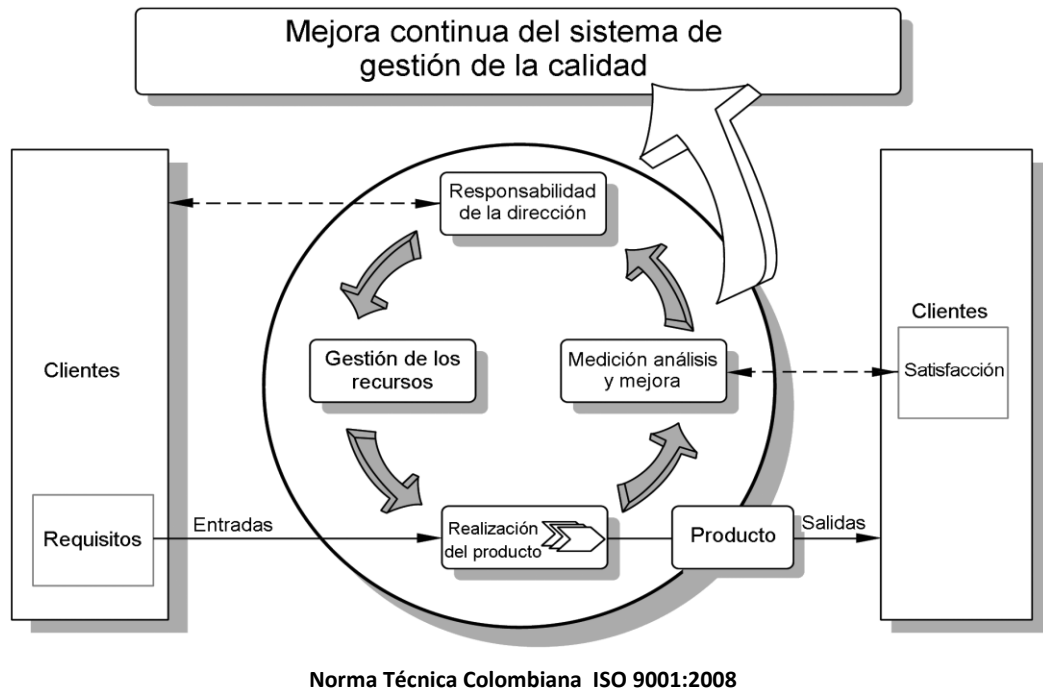 Mejora continua del sistema de
gestión de la calidad
Responsabilidad
de la dirección
Clientes
Gestión de los
recursos
Medición análisis
y mejora
Clientes
Satisfacción
Requisitos
Entradas
Realización
del producto
Producto
Salidas
Norma Técnica Colombiana ISO 9001:2008